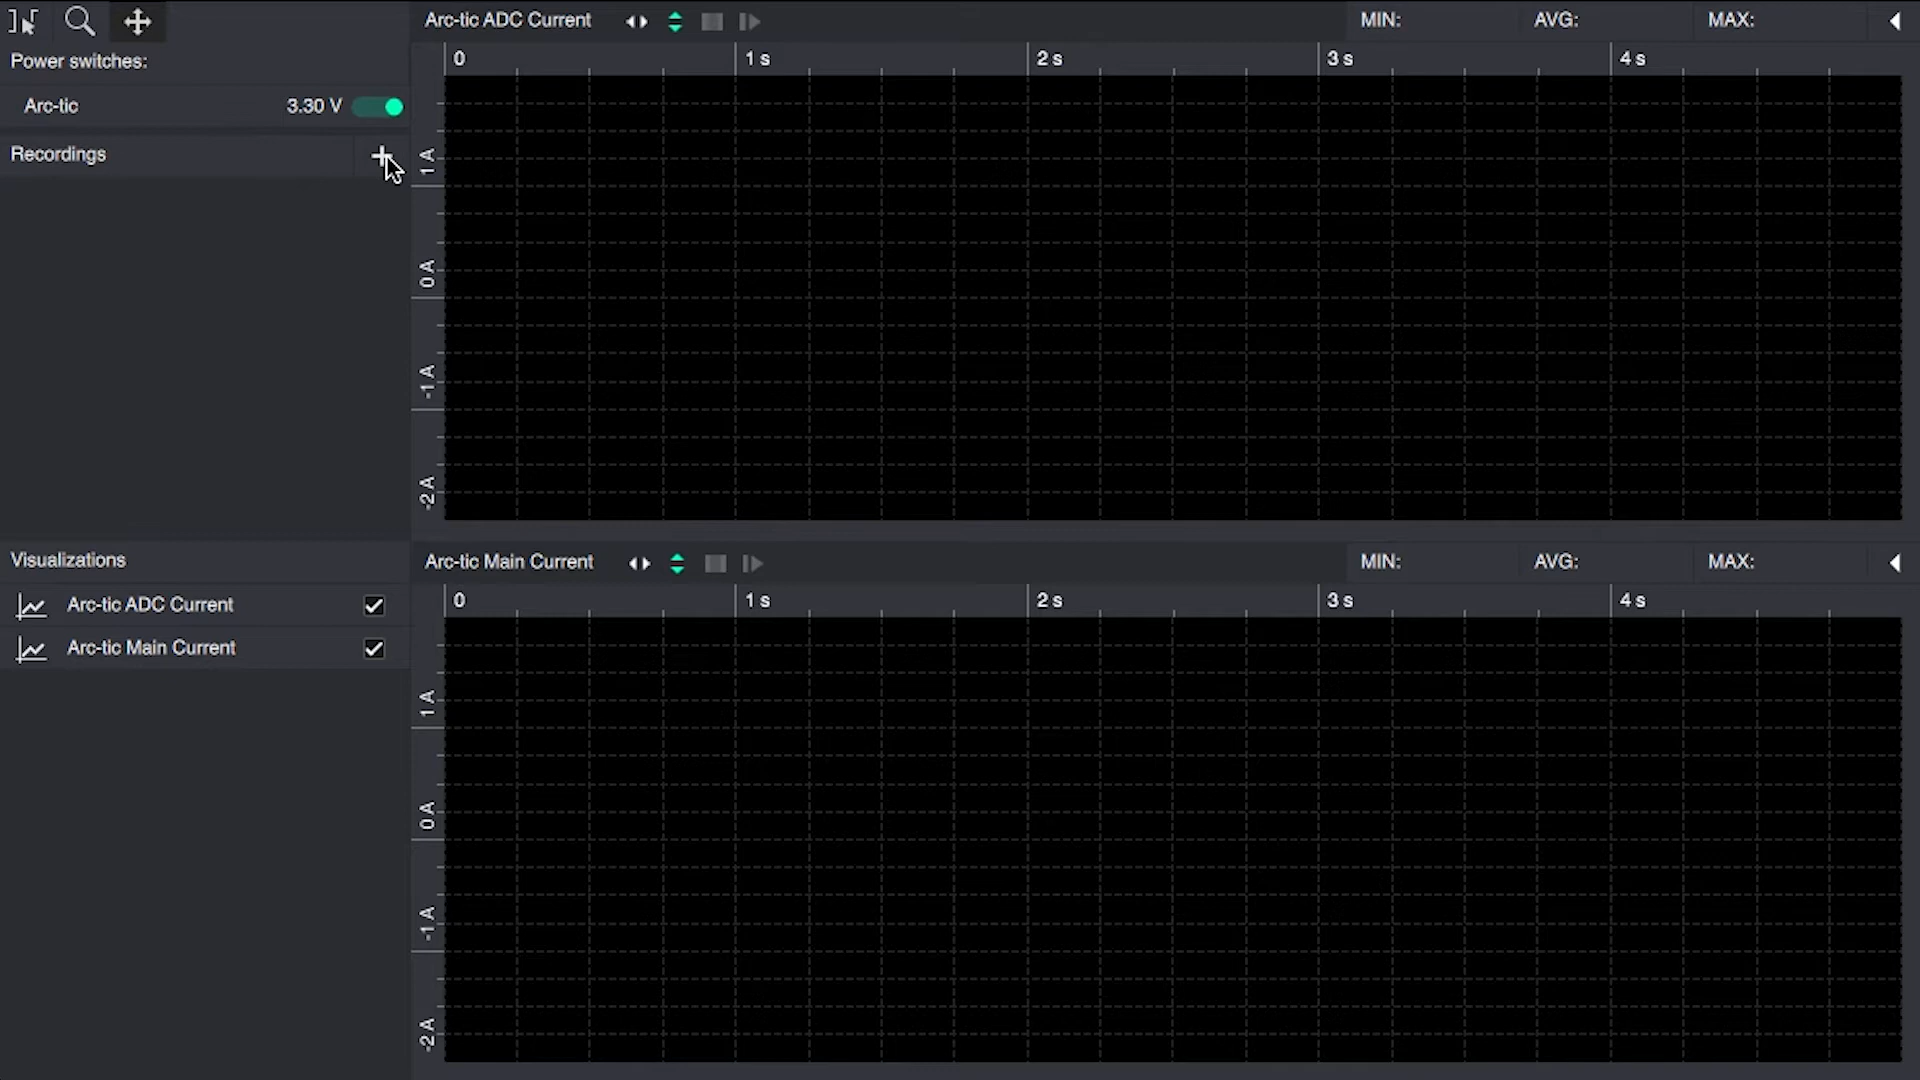 Power switches:
Arc-tic 3.30 V
Recordings
Arc-tic ADC Current MIN: AVG: MAX:
0 1 s 2 s 3 s 4 s
1 A
0 A
-1 A
-2 A
Visualizations
Arc-tic ADC Current
Arc-tic Main Current
Arc-tic Main Current MIN: AVG: MAX:
0 1 s 2 s 3 s 4 s
1 A
0 A
-1 A
-2 A